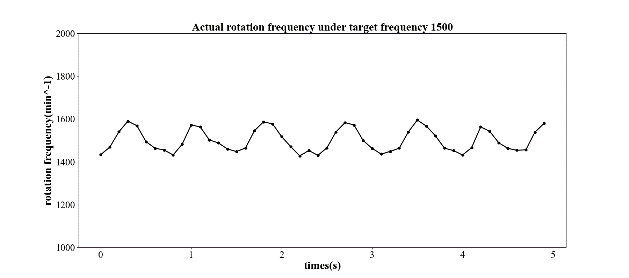 Actual rotation frequency under target frequency 1500
2000
1800
1600
1400
1200
1000
rotation frequency(min^-1)
0 1 2 3 4 5
times(s)